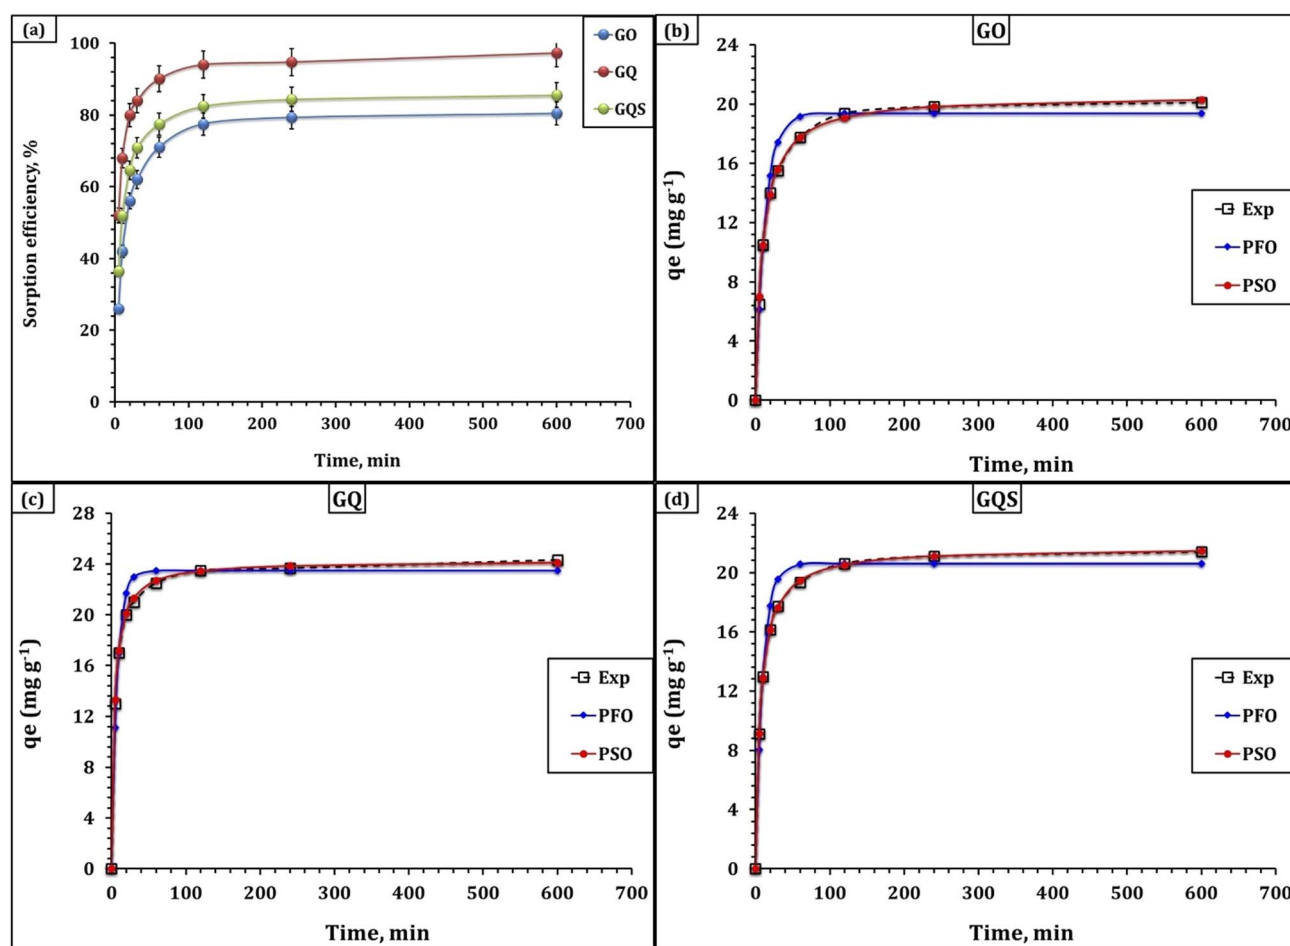 (a)
GO
GQ
GQS
Sorption efficiency, %
100
80
60
40
20
0
0 100 200 300 400 500 600 700
Time, min
(b)
GO
qe (mg g-1)
24
20
16
12
8
4
0
Exp
PFO
PSO
0 100 200 300 400 500 600 700
Time, min
(c)
GQ
qe (mg g-1)
28
24
20
16
12
8
4
0
Exp
PFO
PSO
0 100 200 300 400 500 600 700
Time, min
(d)
GQS
qe (mg g-1)
24
20
16
12
8
4
0
Exp
PFO
PSO
0 100 200 300 400 500 600 700
Time, min